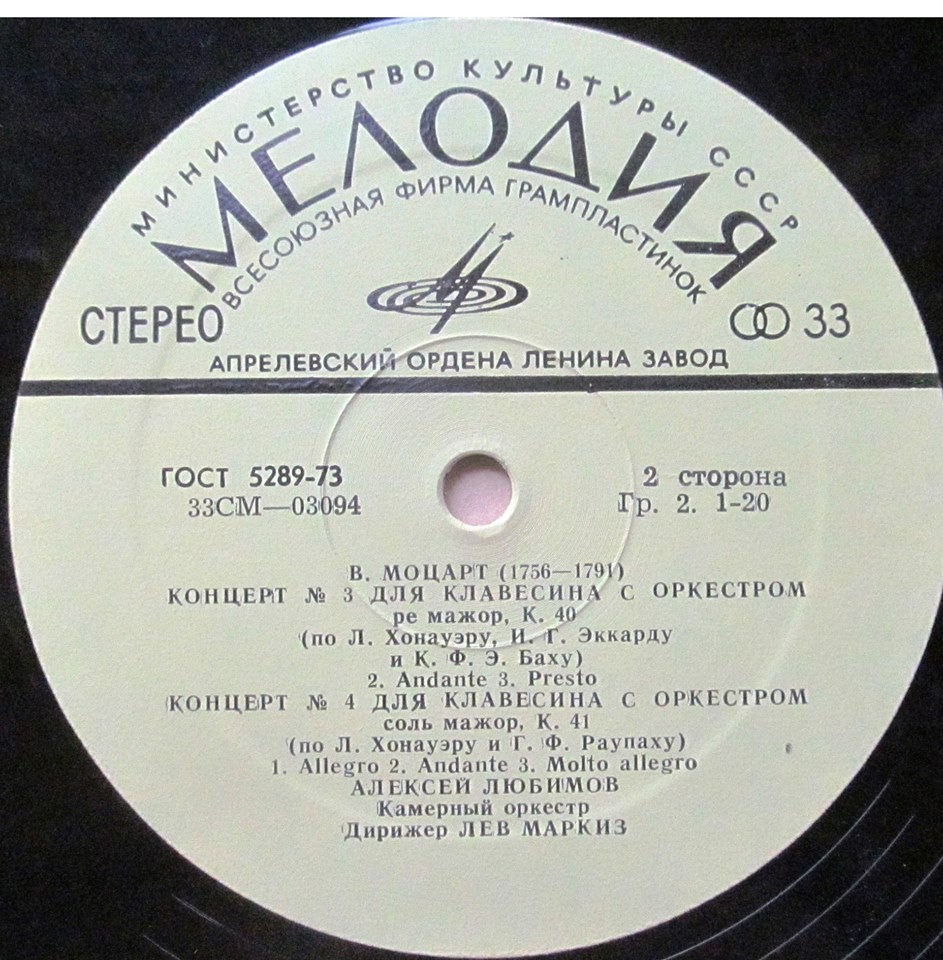 МИНИСТЕРСТВО КУЛЬТУРЫ СССР
МЕЛОДИЯ
ВСЕСОЮЗНАЯ ФИРМА ГРАМПЛАСТИНОК
СТЕРЕО
33
АПРЕЛЕВСКИЙ ОРДЕНА ЛЕНИНА ЗАВОД
ГОСТ 5289-73
2 сторона
33СМ—03094
Гр. 2. 1-20
В. МОЦАРТ (1756—1791)
КОНЦЕРТ № 3 ДЛЯ КЛАВЕСИНА С ОРКЕСТРОМ
ре мажор, К. 40
(по Л. Хонауэру, И. Г. Эккарду
и К. Ф. Э. Баху)
2. Andante 3. Presto
КОНЦЕРТ № 4 ДЛЯ КЛАВЕСИНА С ОРКЕСТРОМ
соль мажор, К. 41
(по Л. Хонауэру и Г. Ф. Раупаху)
1. Allegro 2. Andante 3. Molto allegro
АЛЕКСЕЙ ЛЮБИМОВ
Камерный оркестр
Дирижер ЛЕВ МАРКИЗ